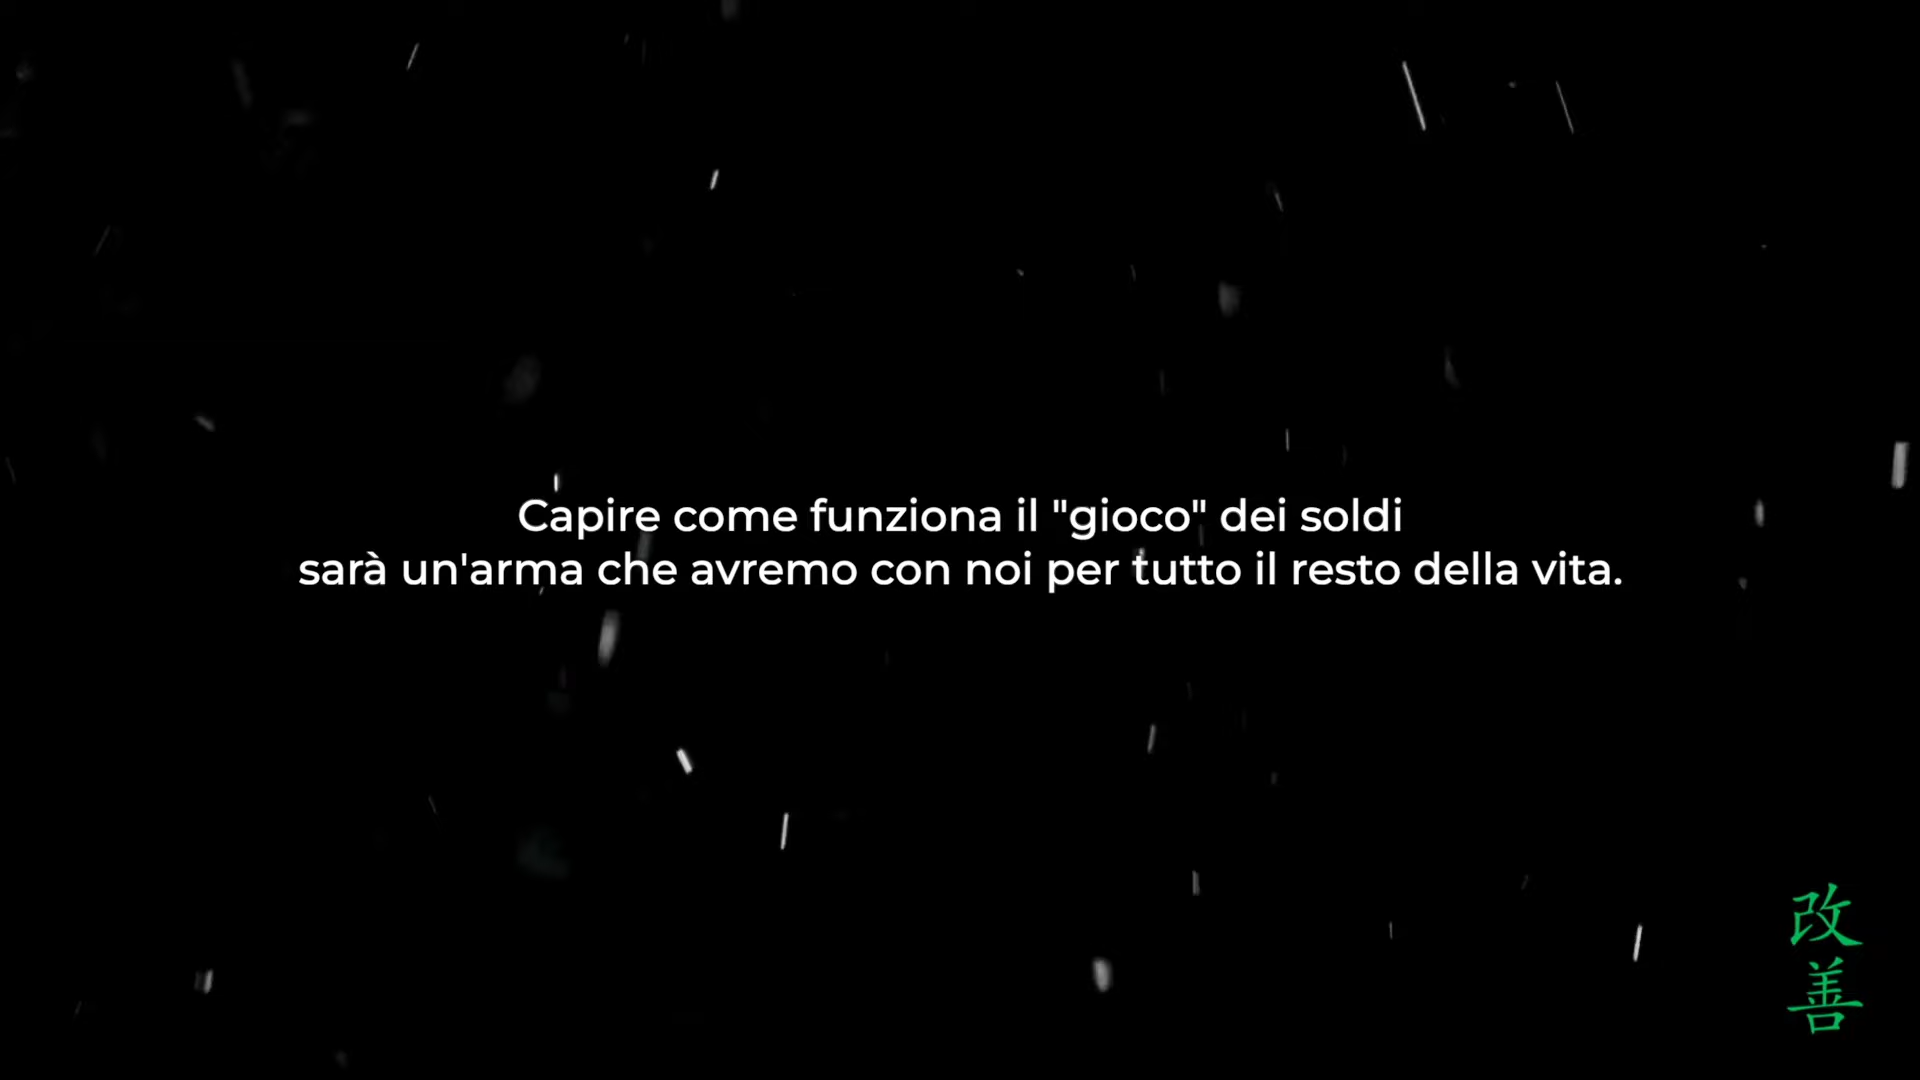 Capire come funziona il "gioco" dei soldi
sarà un'arma che avremo con noi per tutto il resto della vita.
改
善